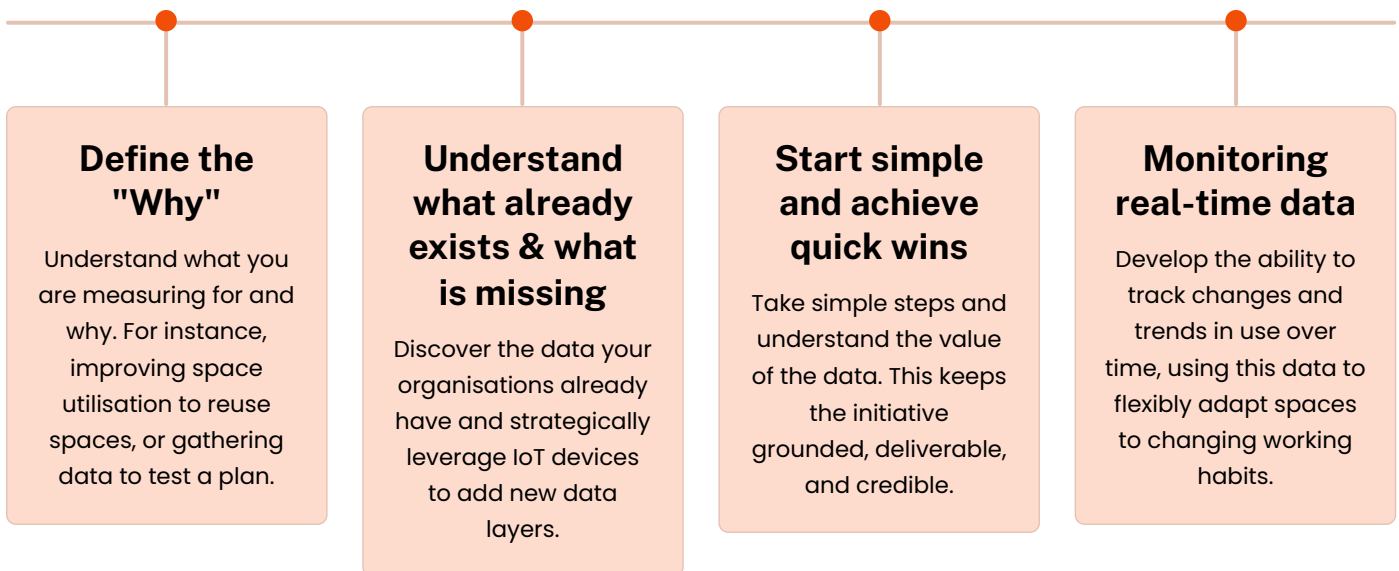 Define the
"Why"
Understand what you
are measuring for and
why. For instance,
improving space
utilisation to reuse
spaces, or gathering
data to test a plan.
Understand
what already
exists & what
is missing
Discover the data your
organisations already
have and strategically
leverage IoT devices
to add new data
layers.
Start simple
and achieve
quick wins
Take simple steps and
understand the value
of the data. This keeps
the initiative
grounded, deliverable,
and credible.
Monitoring
real-time data
Develop the ability to
track changes and
trends in use over
time, using this data to
flexibly adapt spaces
to changing working
habits.